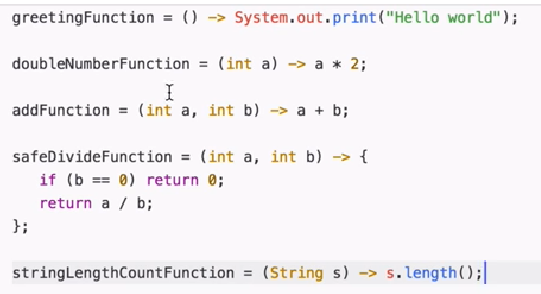 greetingFunction = () -> System.out.print("Hello world");
doubleNumberFunction = (int a) -> a * 2;
addFunction = (int a, int b) -> a + b;
safeDivideFunction = (int a, int b) -> {
if (b == 0) return 0;
return a / b;
};
stringLengthCountFunction = (String s) -> s.length();